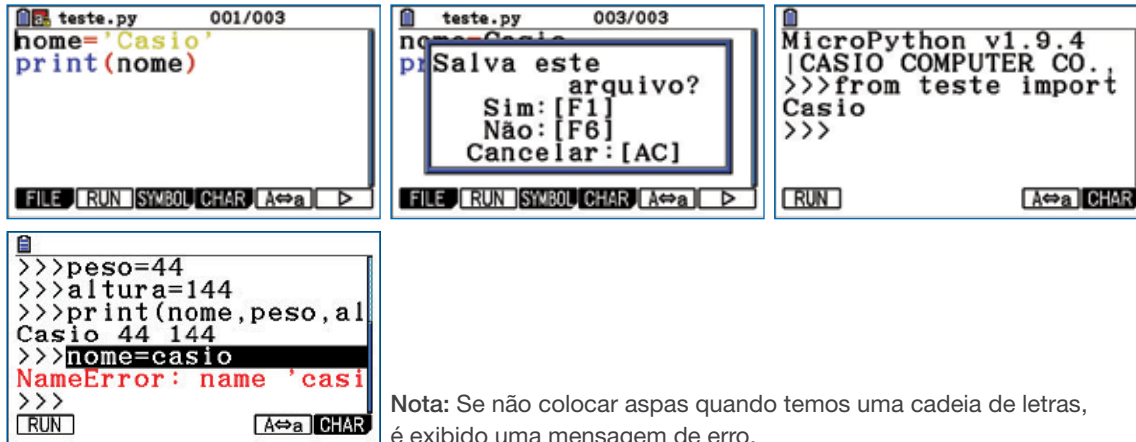 teste.py 001/003
nome='Casio'
print(nome)
FILE RUN SYMBOL CHAR A⇔a ▷
teste.py 003/003
nome=Casio
pr
Salva este
arquivo?
Sim:[F1]
Não:[F6]
Cancelar:[AC]
FILE RUN SYMBOL CHAR A⇔a ▷
MicroPython v1.9.4
|CASIO COMPUTER CO.,
>>>from teste import
Casio
>>>
RUN A⇔a CHAR
>>>peso=44
>>>altura=144
>>>print(nome,peso,al
Casio 44 144
>>>nome=casio
NameError: name 'casi
>>>
RUN A⇔a CHAR
Nota: Se não colocar aspas quando temos uma cadeia de letras,
é exibido uma mensagem de erro.